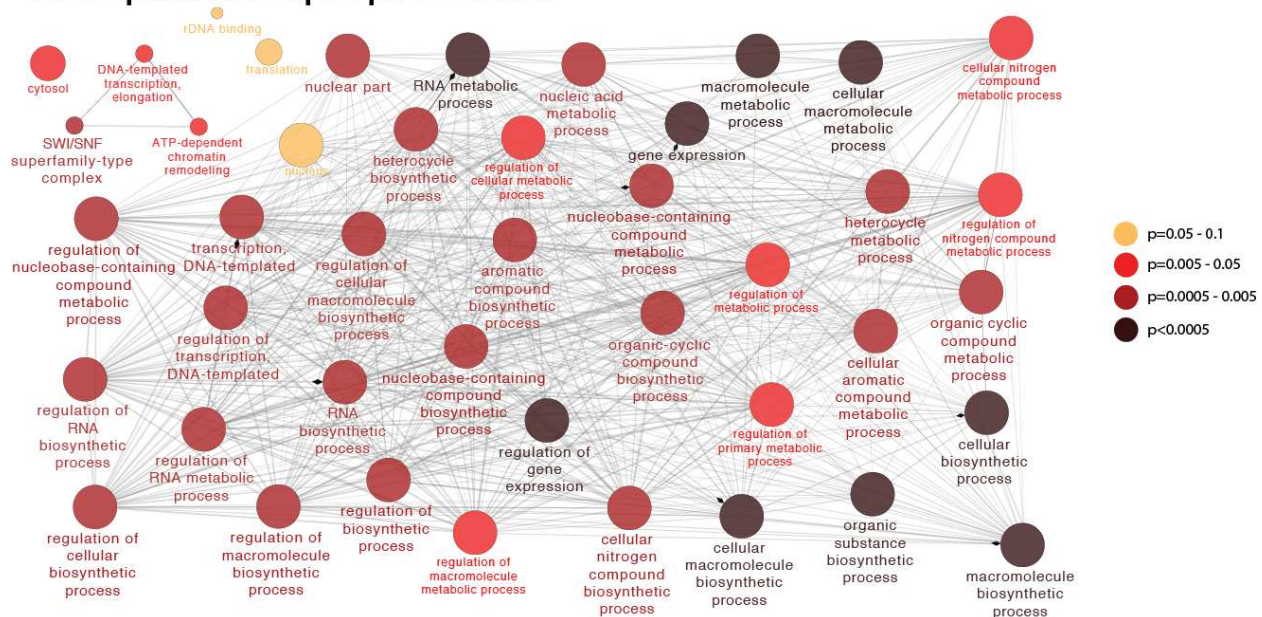 rDNA binding
cytosol
DNA-templated
transcription,
elongation
translation
nuclear part
RNA metabolic
process
nucleic acid
metabolic
process
macromolecule
metabolic
process
cellular
macromolecule
metabolic
process
cellular nitrogen
compound
metabolic process
SWI/SNF
superfamily-type
complex
ATP-dependent
chromatin
remodeling
nucleus
heterocycle
biosynthetic
process
regulation of
cellular metabolic
process
gene expression
nucleobase-containing
compound
metabolic
process
heterocycle
metabolic
process
regulation of
nitrogen compound
metabolic process
regulation of
nucleobase-containing
compound
metabolic
process
transcription,
DNA-templated
regulation of
cellular
macromolecule
biosynthetic
process
aromatic
compound
biosynthetic
process
regulation of
metabolic process
p=0.05 - 0.1
p=0.005 - 0.05
p=0.0005 - 0.005
p<0.0005
regulation of
transcription,
DNA-templated
nucleobase-containing
compound
biosynthetic
process
organic-cyclic
compound
biosynthetic
process
cellular
aromatic
compound
metabolic
process
organic cyclic
compound
metabolic
process
regulation of
RNA
biosynthetic
process
RNA
biosynthetic
process
regulation of
RNA metabolic
process
regulation of
gene
expression
regulation of
primary metabolic
process
cellular
biosynthetic
process
regulation of
cellular
biosynthetic
process
regulation of
macromolecule
biosynthetic
process
regulation of
biosynthetic
process
regulation of
macromolecule
metabolic process
cellular
nitrogen
compound
biosynthetic
process
cellular
macromolecule
biosynthetic
process
organic
substance
biosynthetic
process
macromolecule
biosynthetic
process